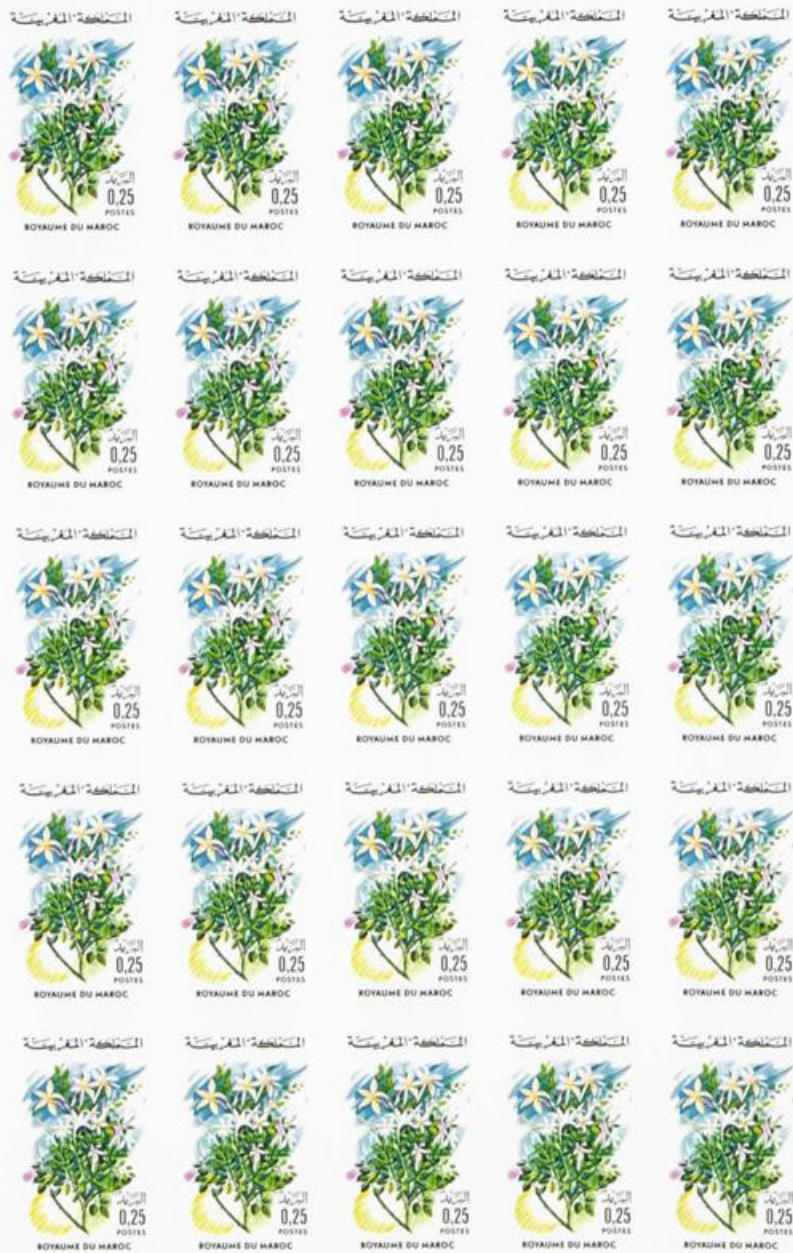 المملكة المغربية المملكة المغربية المملكة المغربية المملكة المغربية المملكة المغربية
البريد البريد البريد البريد البريد
0,25 0,25 0,25 0,25 0,25
POSTES POSTES POSTES POSTES POSTES
ROYAUME DU MAROC ROYAUME DU MAROC ROYAUME DU MAROC ROYAUME DU MAROC ROYAUME DU MAROC
المملكة المغربية المملكة المغربية المملكة المغربية المملكة المغربية المملكة المغربية
البريد البريد البريد البريد البريد
0,25 0,25 0,25 0,25 0,25
POSTES POSTES POSTES POSTES POSTES
ROYAUME DU MAROC ROYAUME DU MAROC ROYAUME DU MAROC ROYAUME DU MAROC ROYAUME DU MAROC
المملكة المغربية المملكة المغربية المملكة المغربية المملكة المغربية المملكة المغربية
البريد البريد البريد البريد البريد
0,25 0,25 0,25 0,25 0,25
POSTES POSTES POSTES POSTES POSTES
ROYAUME DU MAROC ROYAUME DU MAROC ROYAUME DU MAROC ROYAUME DU MAROC ROYAUME DU MAROC
المملكة المغربية المملكة المغربية المملكة المغربية المملكة المغربية المملكة المغربية
البريد البريد البريد البريد البريد
0,25 0,25 0,25 0,25 0,25
POSTES POSTES POSTES POSTES POSTES
ROYAUME DU MAROC ROYAUME DU MAROC ROYAUME DU MAROC ROYAUME DU MAROC ROYAUME DU MAROC
المملكة المغربية المملكة المغربية المملكة المغربية المملكة المغربية المملكة المغربية
البريد البريد البريد البريد البريد
0,25 0,25 0,25 0,25 0,25
POSTES POSTES POSTES POSTES POSTES
ROYAUME DU MAROC ROYAUME DU MAROC ROYAUME DU MAROC ROYAUME DU MAROC ROYAUME DU MAROC